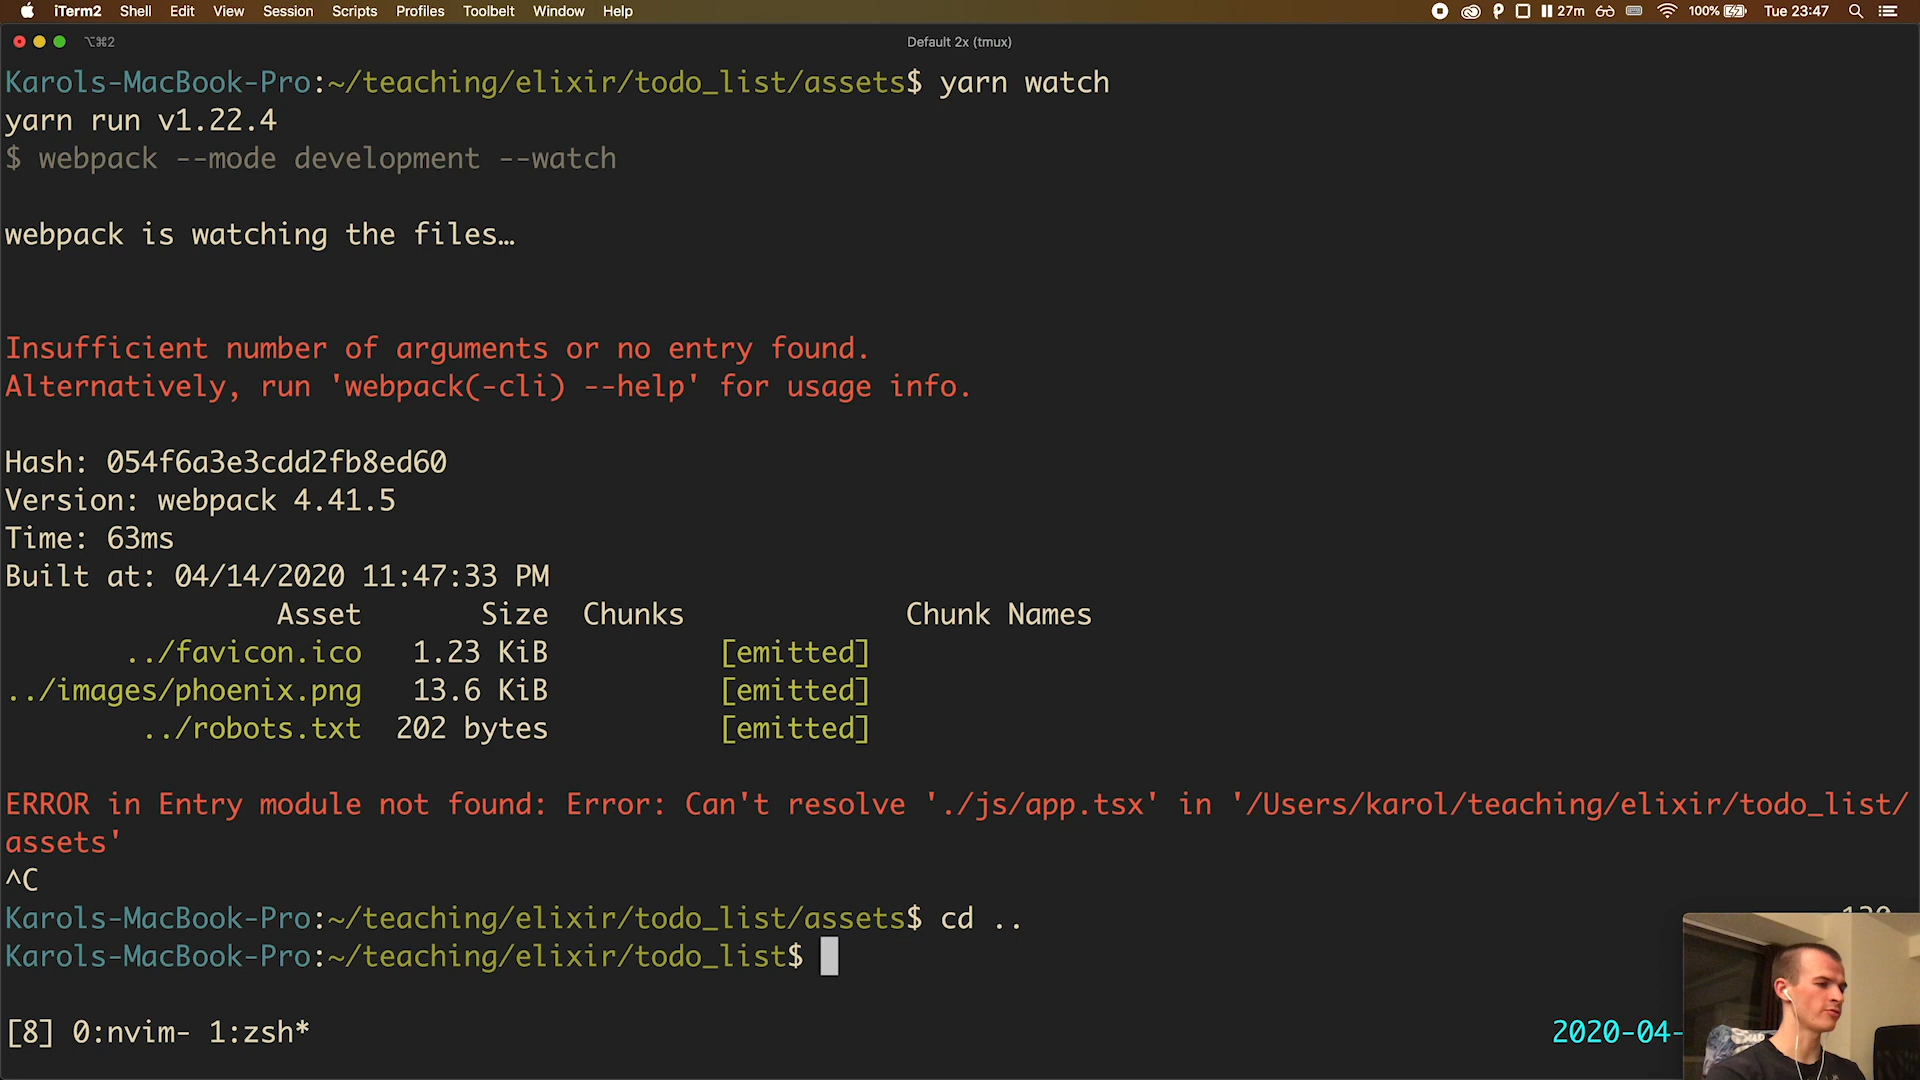 iTerm2 Shell Edit View Session Scripts Profiles Toolbelt Window Help 27m 100% Tue 23:47
⌥⌘2 Default 2x (tmux)
Karols-MacBook-Pro:~/teaching/elixir/todo_list/assets$ yarn watch
yarn run v1.22.4
$ webpack --mode development --watch
webpack is watching the files…
Insufficient number of arguments or no entry found.
Alternatively, run 'webpack(-cli) --help' for usage info.
Hash: 054f6a3e3cdd2fb8ed60
Version: webpack 4.41.5
Time: 63ms
Built at: 04/14/2020 11:47:33 PM
Asset Size Chunks Chunk Names
../favicon.ico 1.23 KiB [emitted]
../images/phoenix.png 13.6 KiB [emitted]
../robots.txt 202 bytes [emitted]
ERROR in Entry module not found: Error: Can't resolve './js/app.tsx' in '/Users/karol/teaching/elixir/todo_list/
assets'
^C
Karols-MacBook-Pro:~/teaching/elixir/todo_list/assets$ cd ..
Karols-MacBook-Pro:~/teaching/elixir/todo_list$
[8] 0:nvim- 1:zsh* 2020-04-